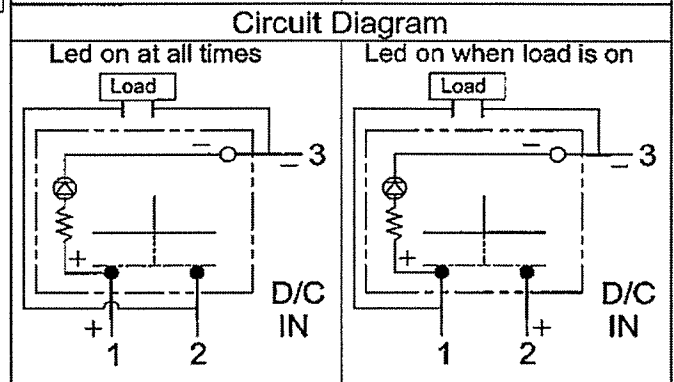 Circuit Diagram
Led on at all times
Load
− − 3
+
+
1 2
D/C
IN
Led on when load is on
Load
− − 3
+
+
1 2
D/C
IN